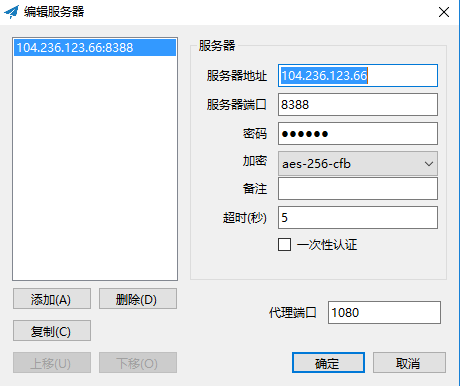 编辑服务器
104.236.123.66:8388
服务器
服务器地址 104.236.123.66
服务器端口 8388
密码 ●●●●●●
加密 aes-256-cfb
备注
超时(秒) 5
一次性认证
添加(A) 删除(D)
代理端口 1080
复制(C)
上移(U) 下移(O) 确定 取消